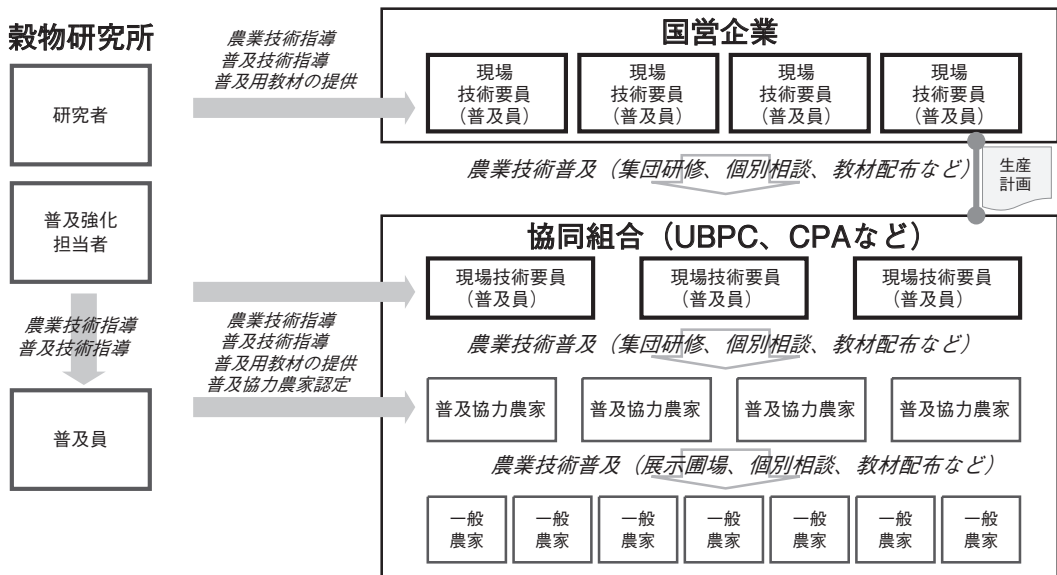 穀物研究所
研究者
普及強化
担当者
農業技術指導
普及技術指導
普及員
農業技術指導
普及技術指導
普及用教材の提供
国営企業
現場
技術要員
(普及員)
現場
技術要員
(普及員)
現場
技術要員
(普及員)
現場
技術要員
(普及員)
農業技術普及(集団研修、個別相談、教材配布など)
生産
計画
協同組合(UBPC、CPAなど)
現場技術要員
(普及員)
現場技術要員
(普及員)
現場技術要員
(普及員)
農業技術指導
普及技術指導
普及用教材の提供
普及協力農家認定
農業技術普及(集団研修、個別相談、教材配布など)
普及協力農家
普及協力農家
普及協力農家
普及協力農家
農業技術普及(展示圃場、個別相談、教材配布など)
一般
農家
一般
農家
一般
農家
一般
農家
一般
農家
一般
農家
一般
農家